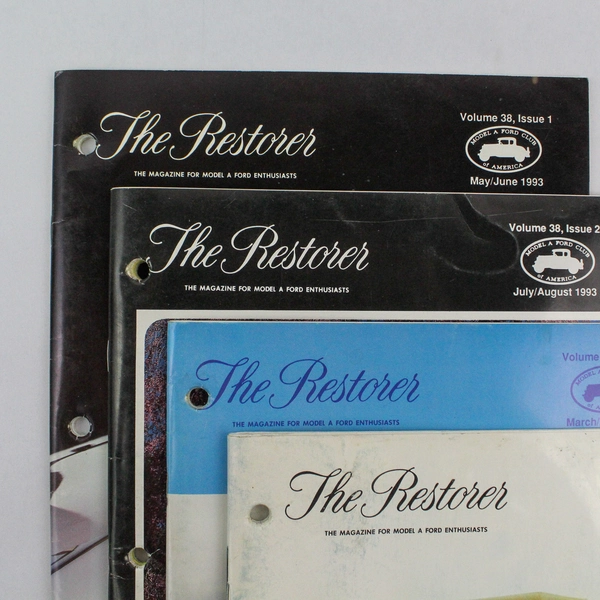 The Restorer
THE MAGAZINE FOR MODEL A FORD ENTHUSIASTS
Volume 38, Issue 1
MODEL A FORD CLUB
of AMERICA
May/June 1993
The Restorer
THE MAGAZINE FOR MODEL A FORD ENTHUSIASTS
Volume 38, Issue 2
MODEL A FORD CLUB
of AMERICA
July/August 1993
The Restorer
THE MAGAZINE FOR MODEL A FORD ENTHUSIASTS
Volume
MODEL A
March/
The Restorer
THE MAGAZINE FOR MODEL A FORD ENTHUSIASTS